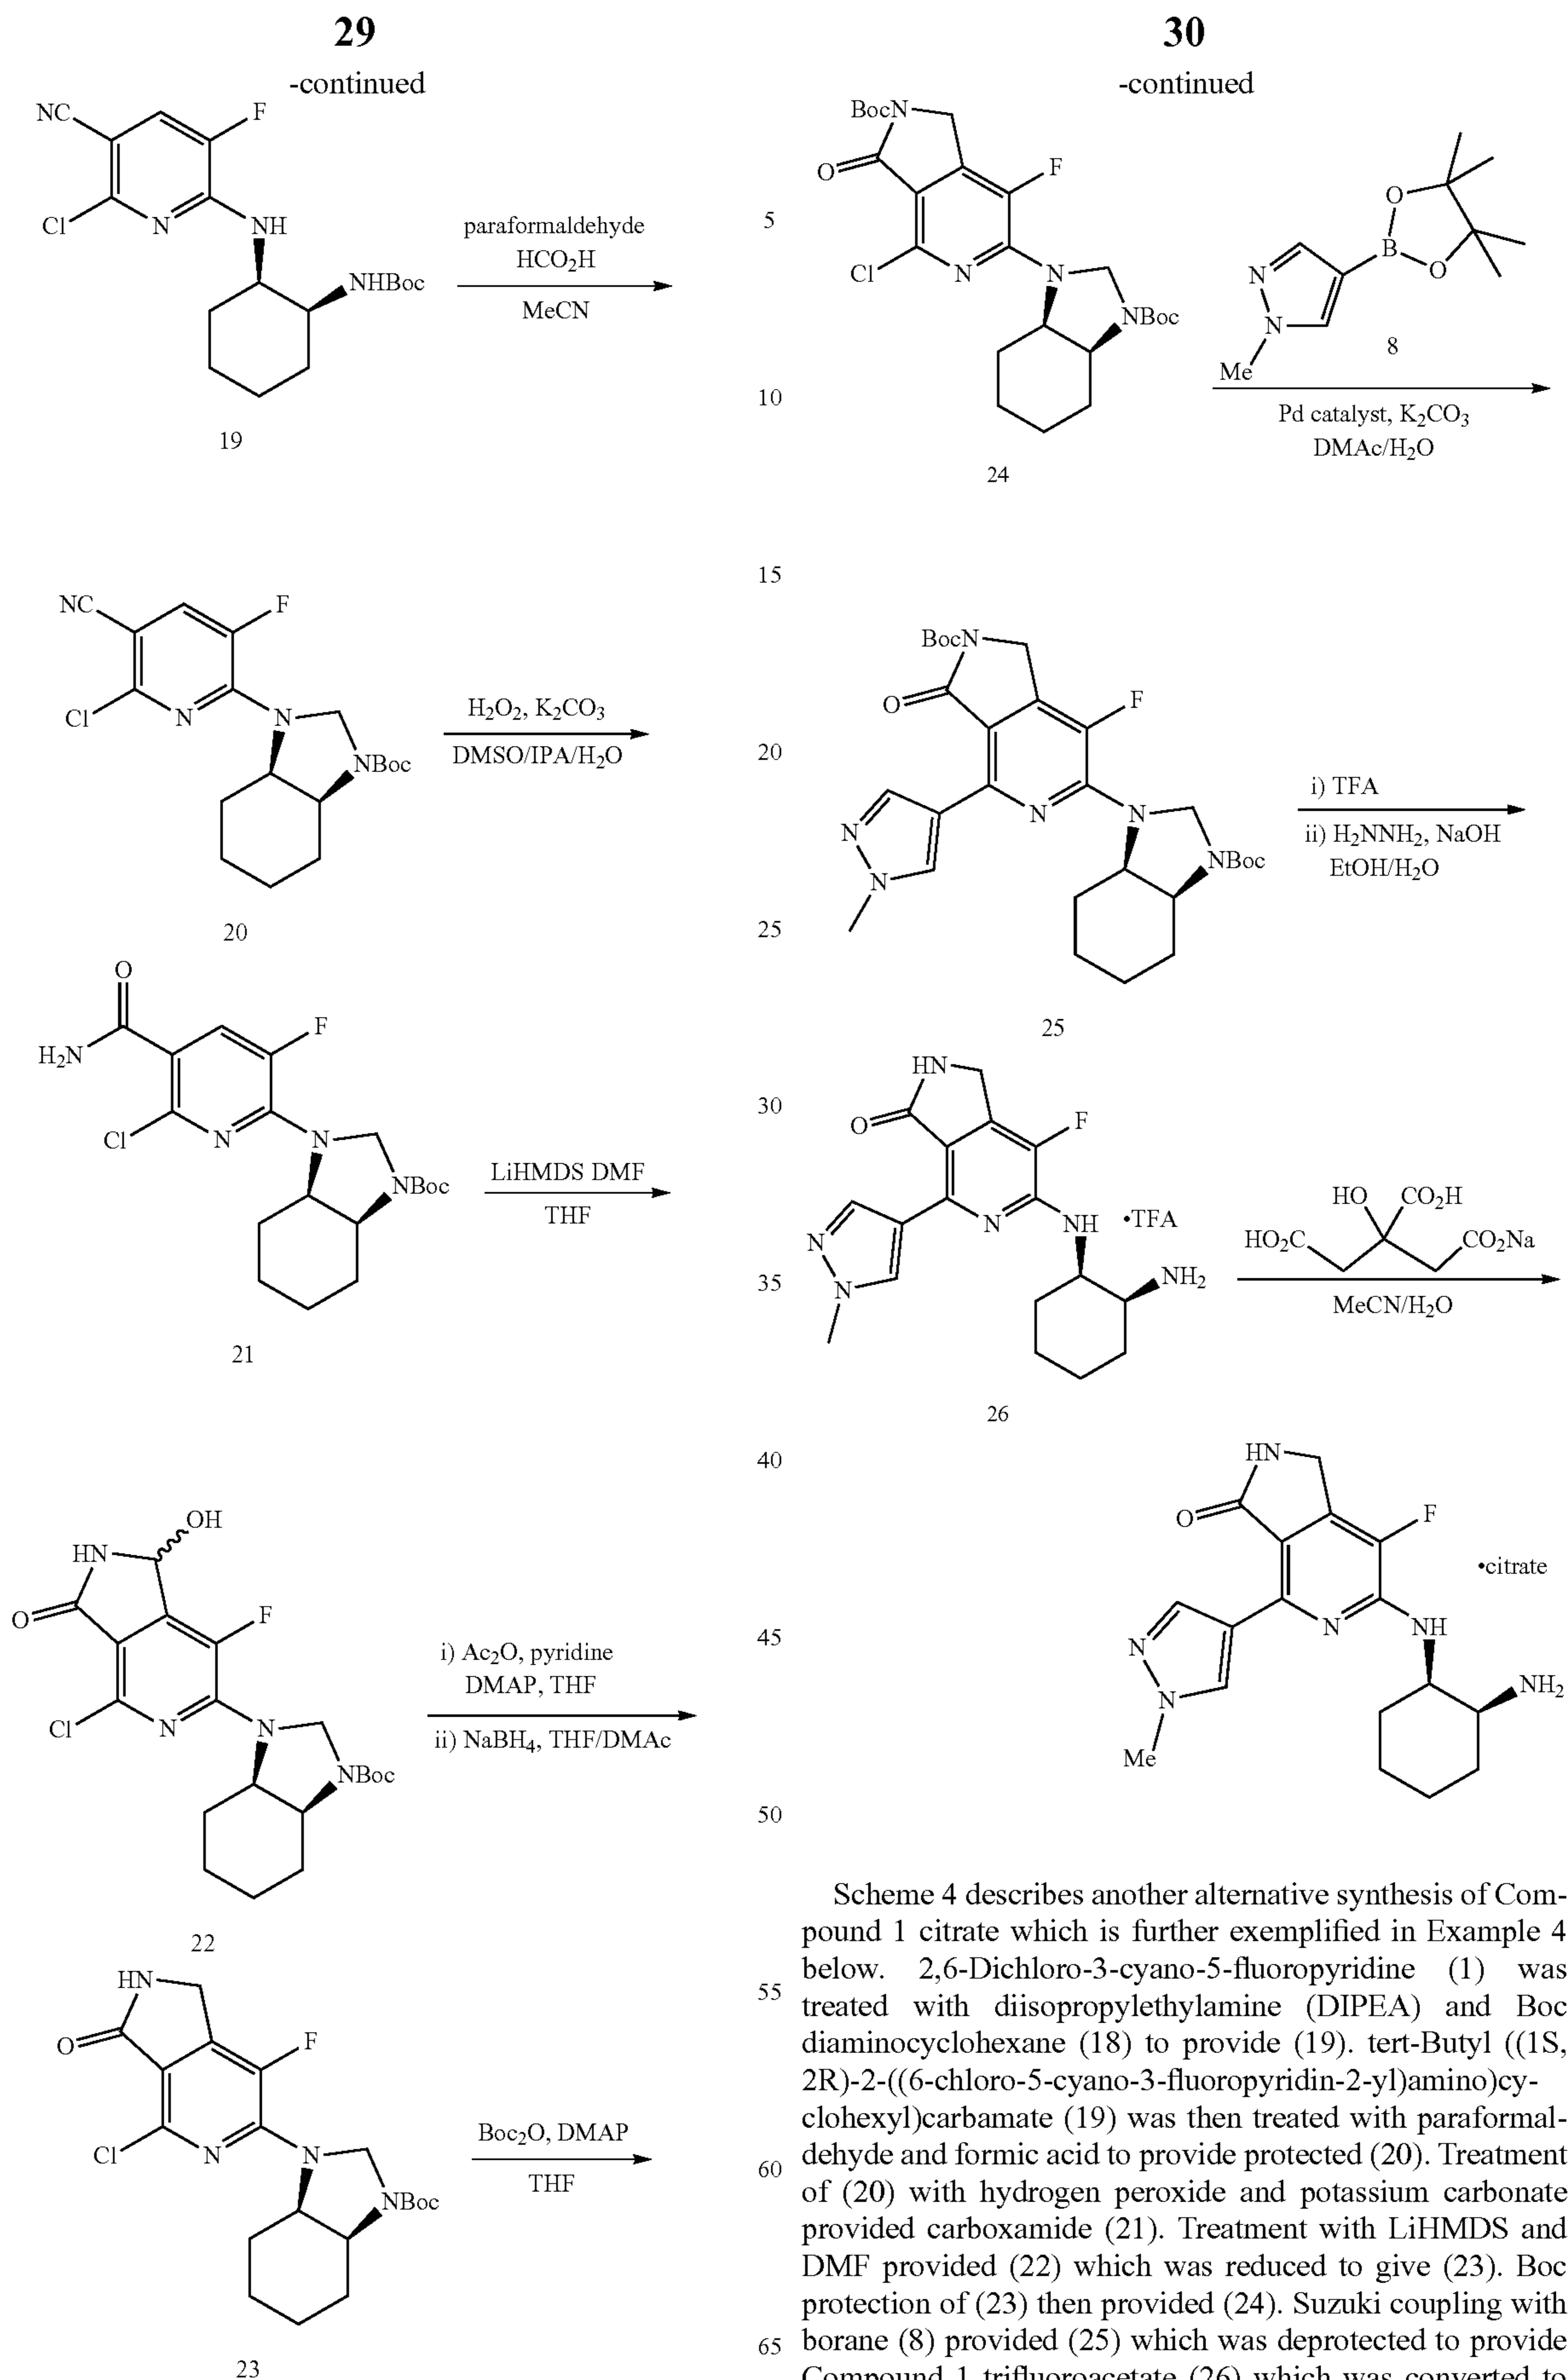 29
-continued
NC
F
Cl
N
NH
NHBoc
19
paraformaldehyde
HCO2H
MeCN
NC
F
Cl
N
N
NBoc
20
H2O2, K2CO3
DMSO/IPA/H2O
O
H2N
F
Cl
N
N
NBoc
21
LiHMDS DMF
THF
OH
HN
O
F
Cl
N
N
NBoc
22
i) Ac2O, pyridine
DMAP, THF
ii) NaBH4, THF/DMAc
HN
O
F
Cl
N
N
NBoc
23
Boc2O, DMAP
THF
5
10
15
20
25
30
35
40
45
50
55
60
65
30
-continued
BocN
O
F
Cl
N
N
NBoc
24
O
B
O
N
N
Me
8
Pd catalyst, K2CO3
DMAc/H2O
BocN
O
F
N
N
N
N
NBoc
25
i) TFA
ii) H2NNH2, NaOH
EtOH/H2O
HN
O
F
N
N
N
NH
•TFA
NH2
26
HO
CO2H
HO2C
CO2Na
MeCN/H2O
HN
O
F
•citrate
N
N
N
NH
NH2
Me
Scheme 4 describes another alternative synthesis of Com-
pound 1 citrate which is further exemplified in Example 4
below. 2,6-Dichloro-3-cyano-5-fluoropyridine (1) was
treated with diisopropylethylamine (DIPEA) and Boc
diaminocyclohexane (18) to provide (19). tert-Butyl ((1S,
2R)-2-((6-chloro-5-cyano-3-fluoropyridin-2-yl)amino)cy-
clohexyl)carbamate (19) was then treated with paraformal-
dehyde and formic acid to provide protected (20). Treatment
of (20) with hydrogen peroxide and potassium carbonate
provided carboxamide (21). Treatment with LiHMDS and
DMF provided (22) which was reduced to give (23). Boc
protection of (23) then provided (24). Suzuki coupling with
borane (8) provided (25) which was deprotected to provide
Compound 1 trifluoroacetate (26) which was converted to